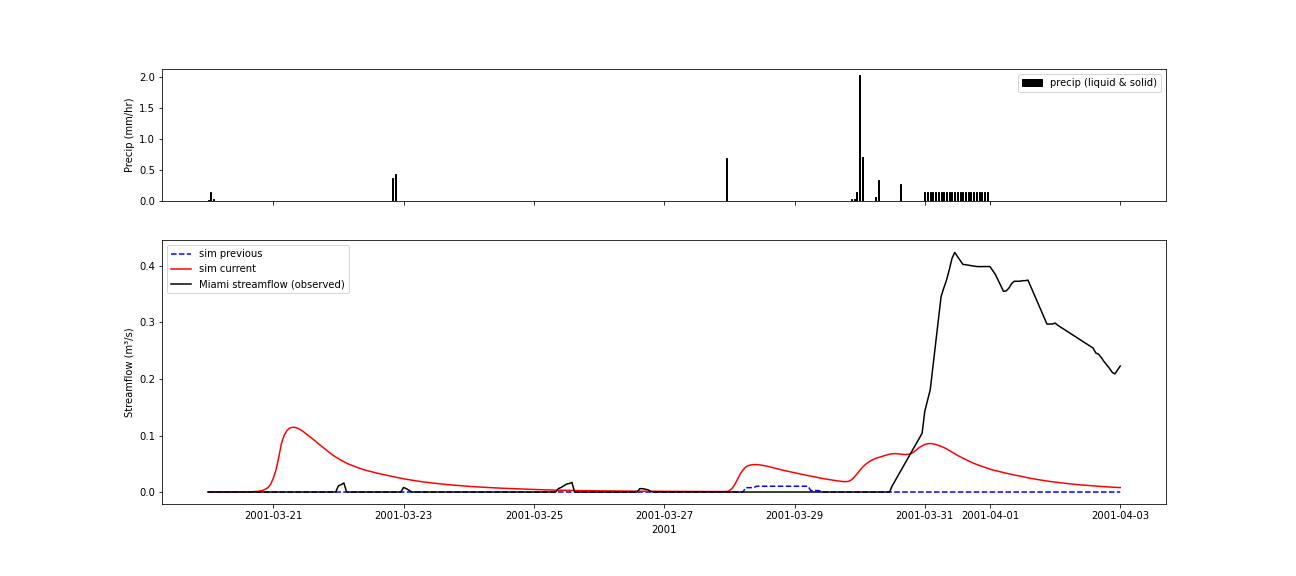 2.0
1.5
1.0
0.5
0.0
Precip (mm/hr)
precip (liquid & solid)
sim previous
sim current
Miami streamflow (observed)
0.4
0.3
0.2
0.1
0.0
Streamflow (m³/s)
2001-03-21 2001-03-23 2001-03-25 2001-03-27 2001-03-29 2001-03-31 2001-04-01 2001-04-03
2001